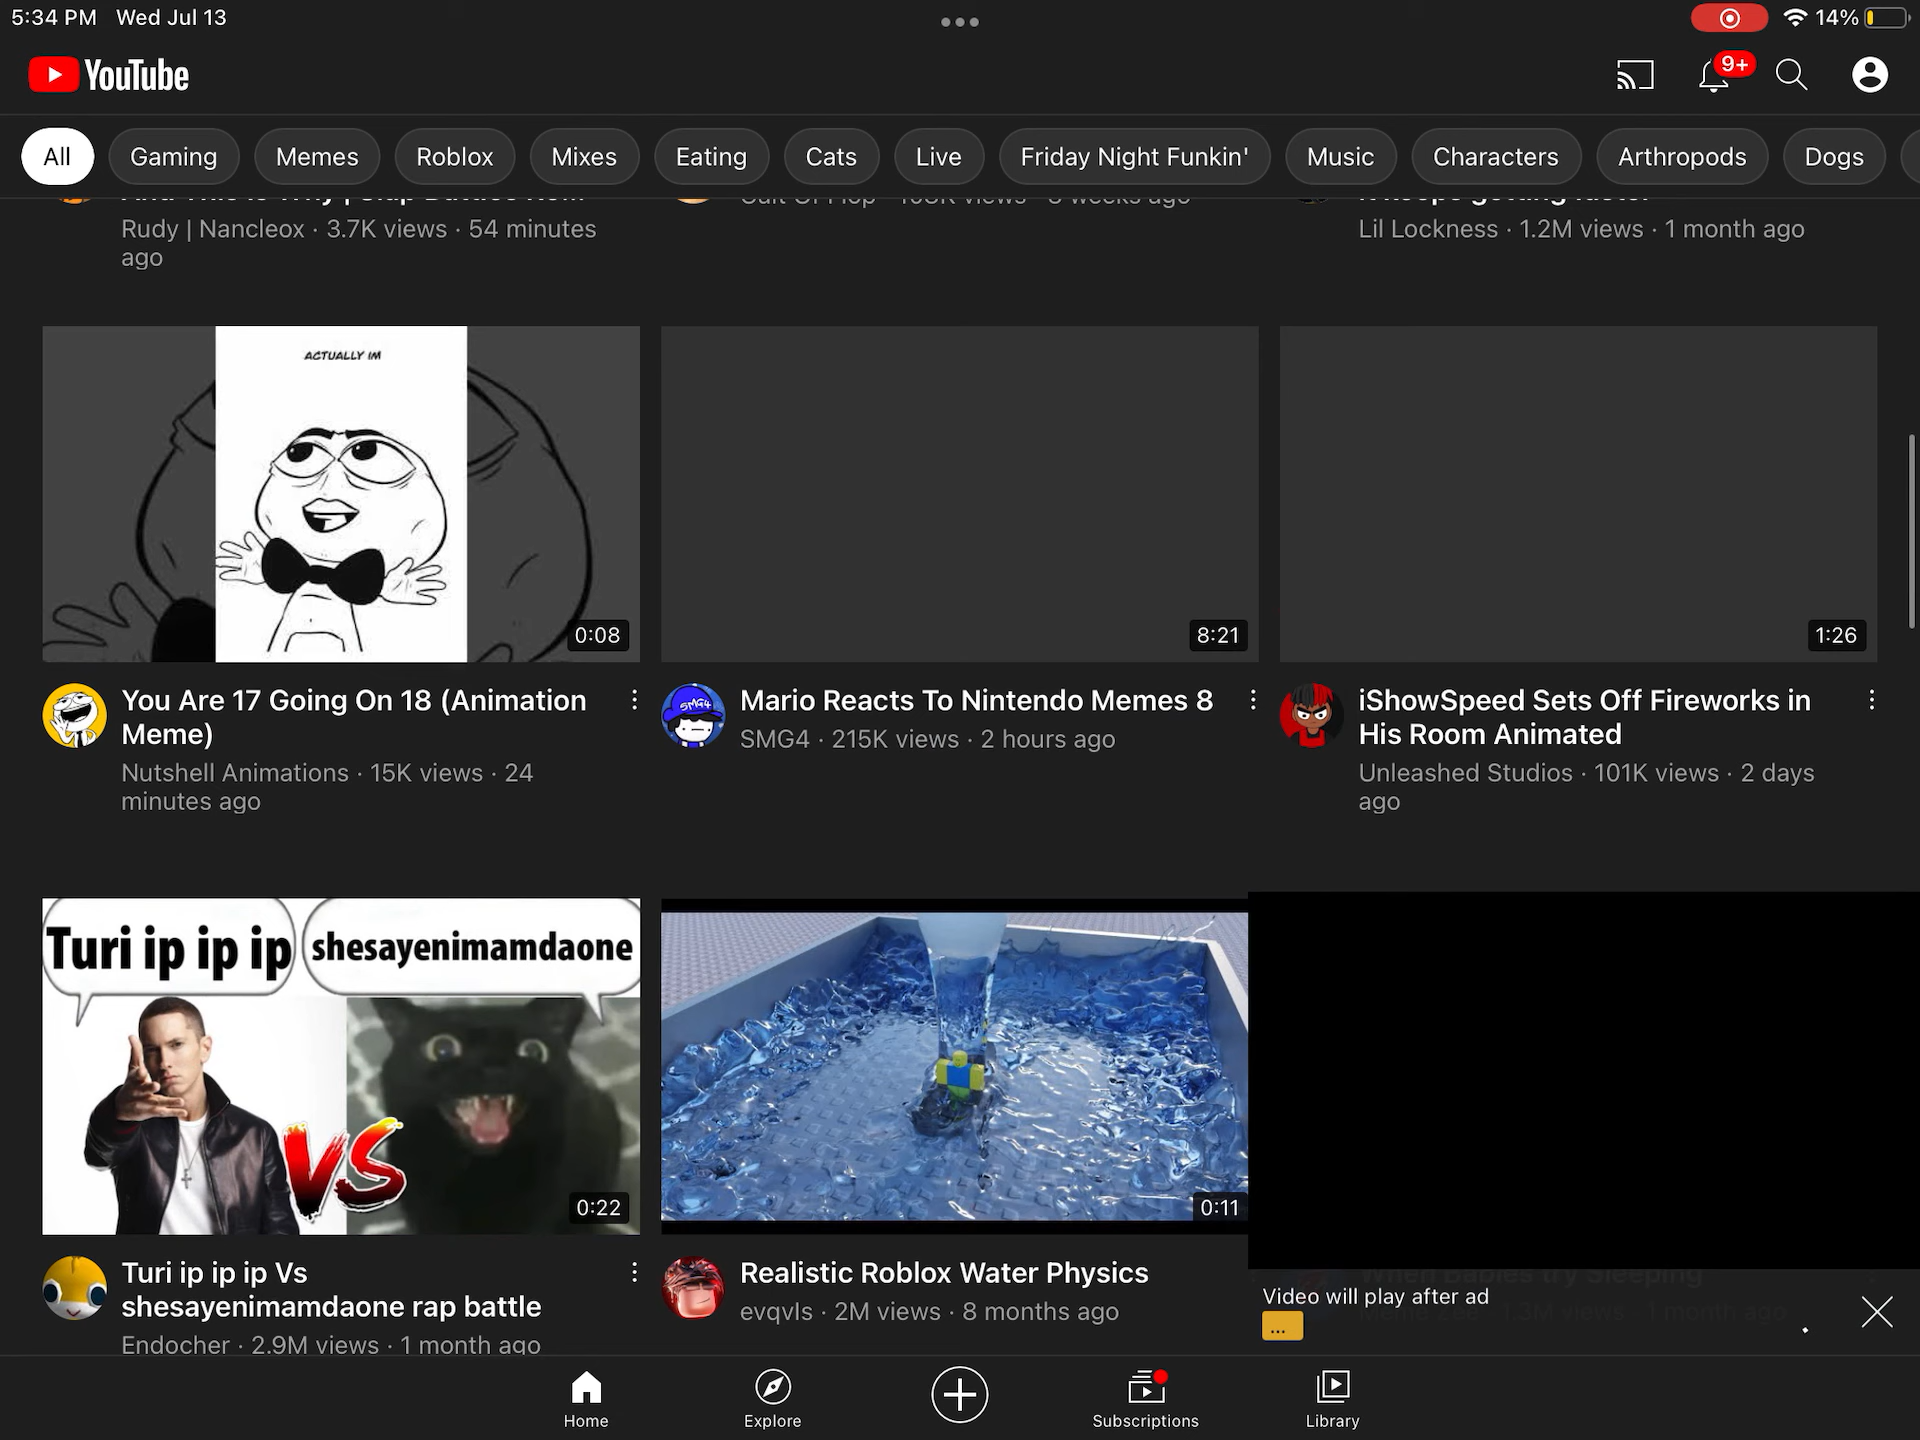 5:34 PM Wed Jul 13
14%
YouTube
9+
All Gaming Memes Roblox Mixes Eating Cats Live Friday Night Funkin' Music Characters Arthropods Dogs
Rudy | Nancleox · 3.7K views · 54 minutes
ago
Lil Lockness · 1.2M views · 1 month ago
ACTUALLY IM
0:08
8:21
1:26
You Are 17 Going On 18 (Animation
Meme)
Nutshell Animations · 15K views · 24
minutes ago
SMG4
Mario Reacts To Nintendo Memes 8
SMG4 · 215K views · 2 hours ago
iShowSpeed Sets Off Fireworks in
His Room Animated
Unleashed Studios · 101K views · 2 days
ago
Turi ip ip ip
shesayenimamdaone
VS
0:22
0:11
Turi ip ip ip Vs
shesayenimamdaone rap battle
Endocher · 2.9M views · 1 month ago
Realistic Roblox Water Physics
evqvls · 2M views · 8 months ago
When Babies try Sleeping
Video will play after ad
...
Home
Explore
Subscriptions
Library